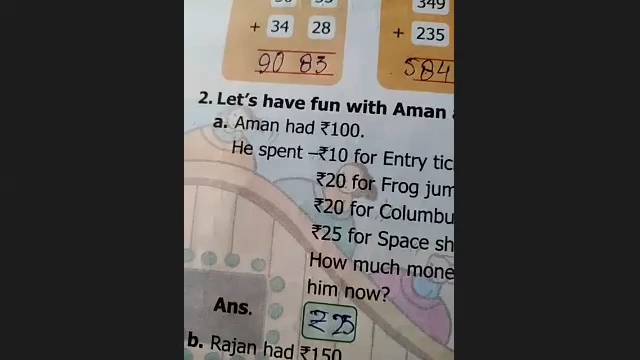 349
+ 34 28
+ 235
90 83
584
2. Let's have fun with Aman
a. Aman had ₹100.
He spent – ₹10 for Entry
₹20 for Frog
₹20 for
₹25 for Space
How much
him now?
Ans.
₹ 25
b. Rajan had ₹150